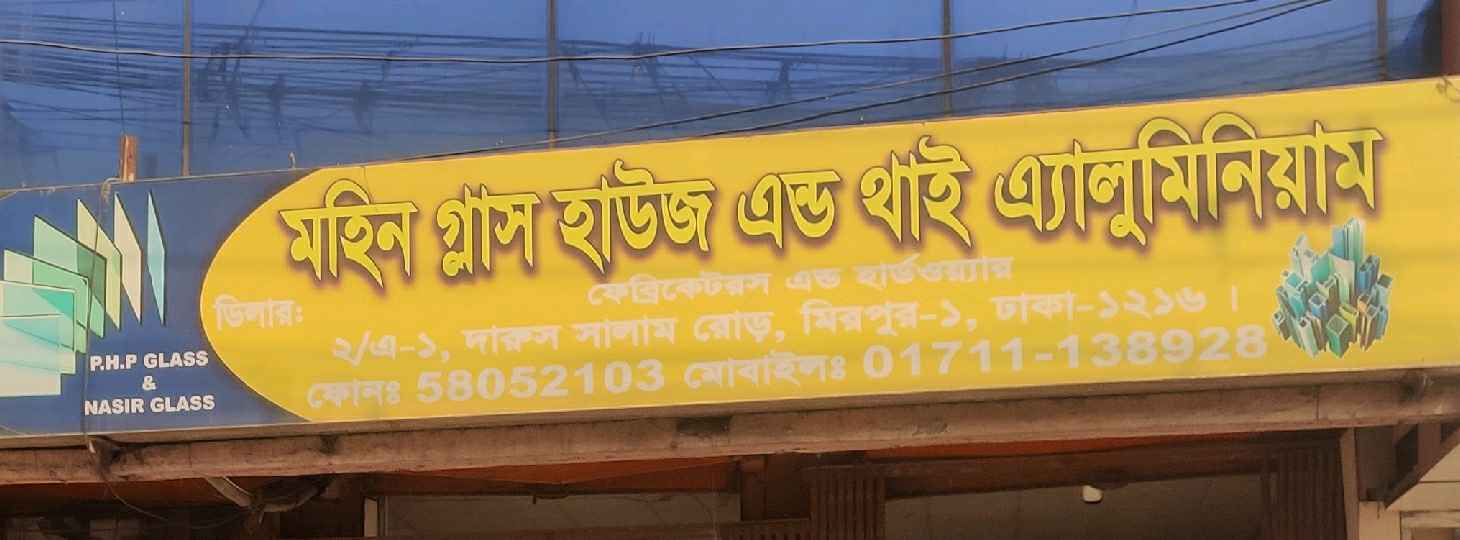 মহিন গ্লাস হাউজ এন্ড থাই এ্যালুমিনিয়াম
ফেব্রিকেটরস এন্ড হার্ডওয়্যার
ডিলার:
২/এ-১, দারুস সালাম রোড়, মিরপুর-১, ঢাকা-১২১৬ ।
ফোনঃ 58052103 মোবাইলঃ 01711-138928
P.H.P GLASS
&
NASIR GLASS